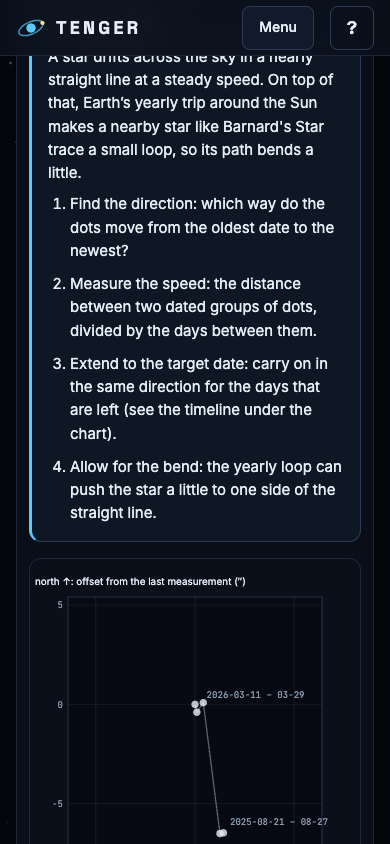 TENGER
Menu
?
A star drifts across the sky in a nearly
straight line at a steady speed. On top of
that, Earth’s yearly trip around the Sun
makes a nearby star like Barnard's Star
trace a small loop, so its path bends a
little.
1. Find the direction: which way do the
dots move from the oldest date to the
newest?
2. Measure the speed: the distance
between two dated groups of dots,
divided by the days between them.
3. Extend to the target date: carry on in
the same direction for the days that
are left (see the timeline under the
chart).
4. Allow for the bend: the yearly loop can
push the star a little to one side of the
straight line.
north ↑: offset from the last measurement (″)
5
2026-03-11 – 03-29
0
-5
2025-08-21 – 08-27